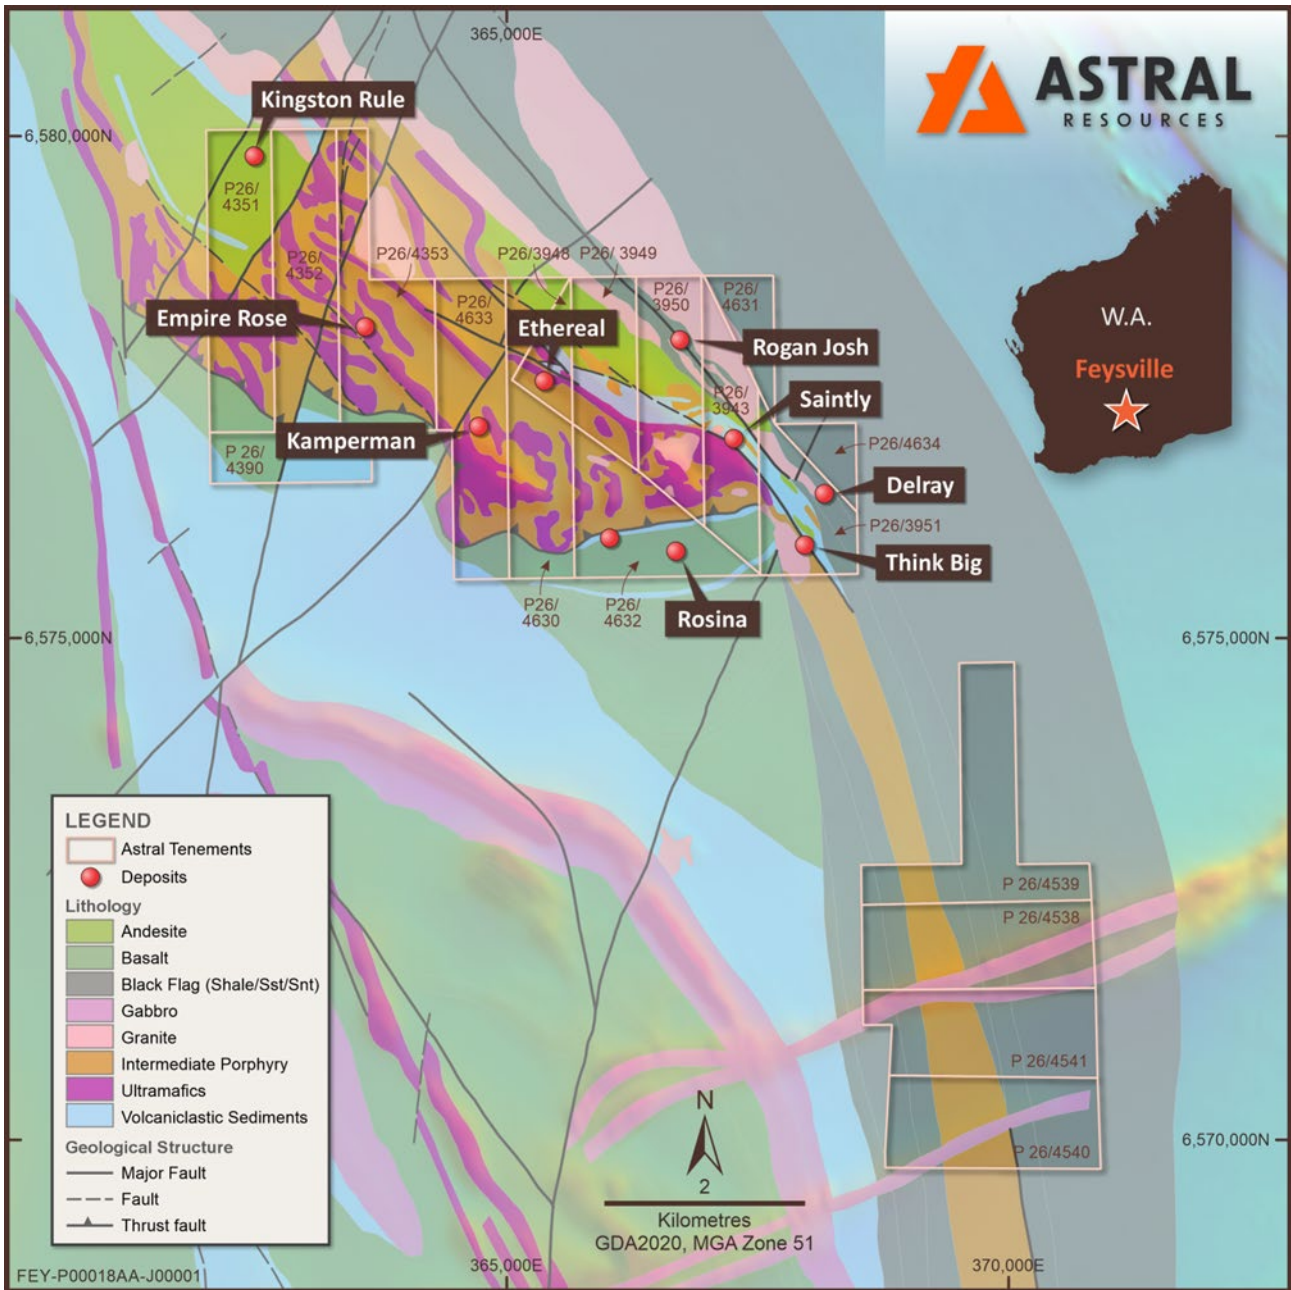 365,000E
ASTRAL
RESOURCES
Kingston Rule
6,580,000N
P26/
4351
P26/
4352
P26/4353
P26/3948
P26/ 3949
P26/
4633
P26/
3950
P26/
4631
W.A.
Feysville
Empire Rose
Ethereal
Rogan Josh
P26/
3943
Saintly
Kamperman
P26/4634
P 26/
4390
Delray
P26/3951
Think Big
P26/
4630
P26/
4632
Rosina
6,575,000N
6,575,000N
LEGEND
Astral Tenements
Deposits
Lithology
Andesite
Basalt
Black Flag (Shale/Sst/Snt)
Gabbro
Granite
Intermediate Porphyry
Ultramafics
Volcaniclastic Sediments
Geological Structure
Major Fault
Fault
Thrust fault
P 26/4539
P 26/4538
P 26/4541
P 26/4540
6,570,000N
N
2
Kilometres
GDA2020, MGA Zone 51
FEY-P00018AA-J00001
365,000E
370,000E